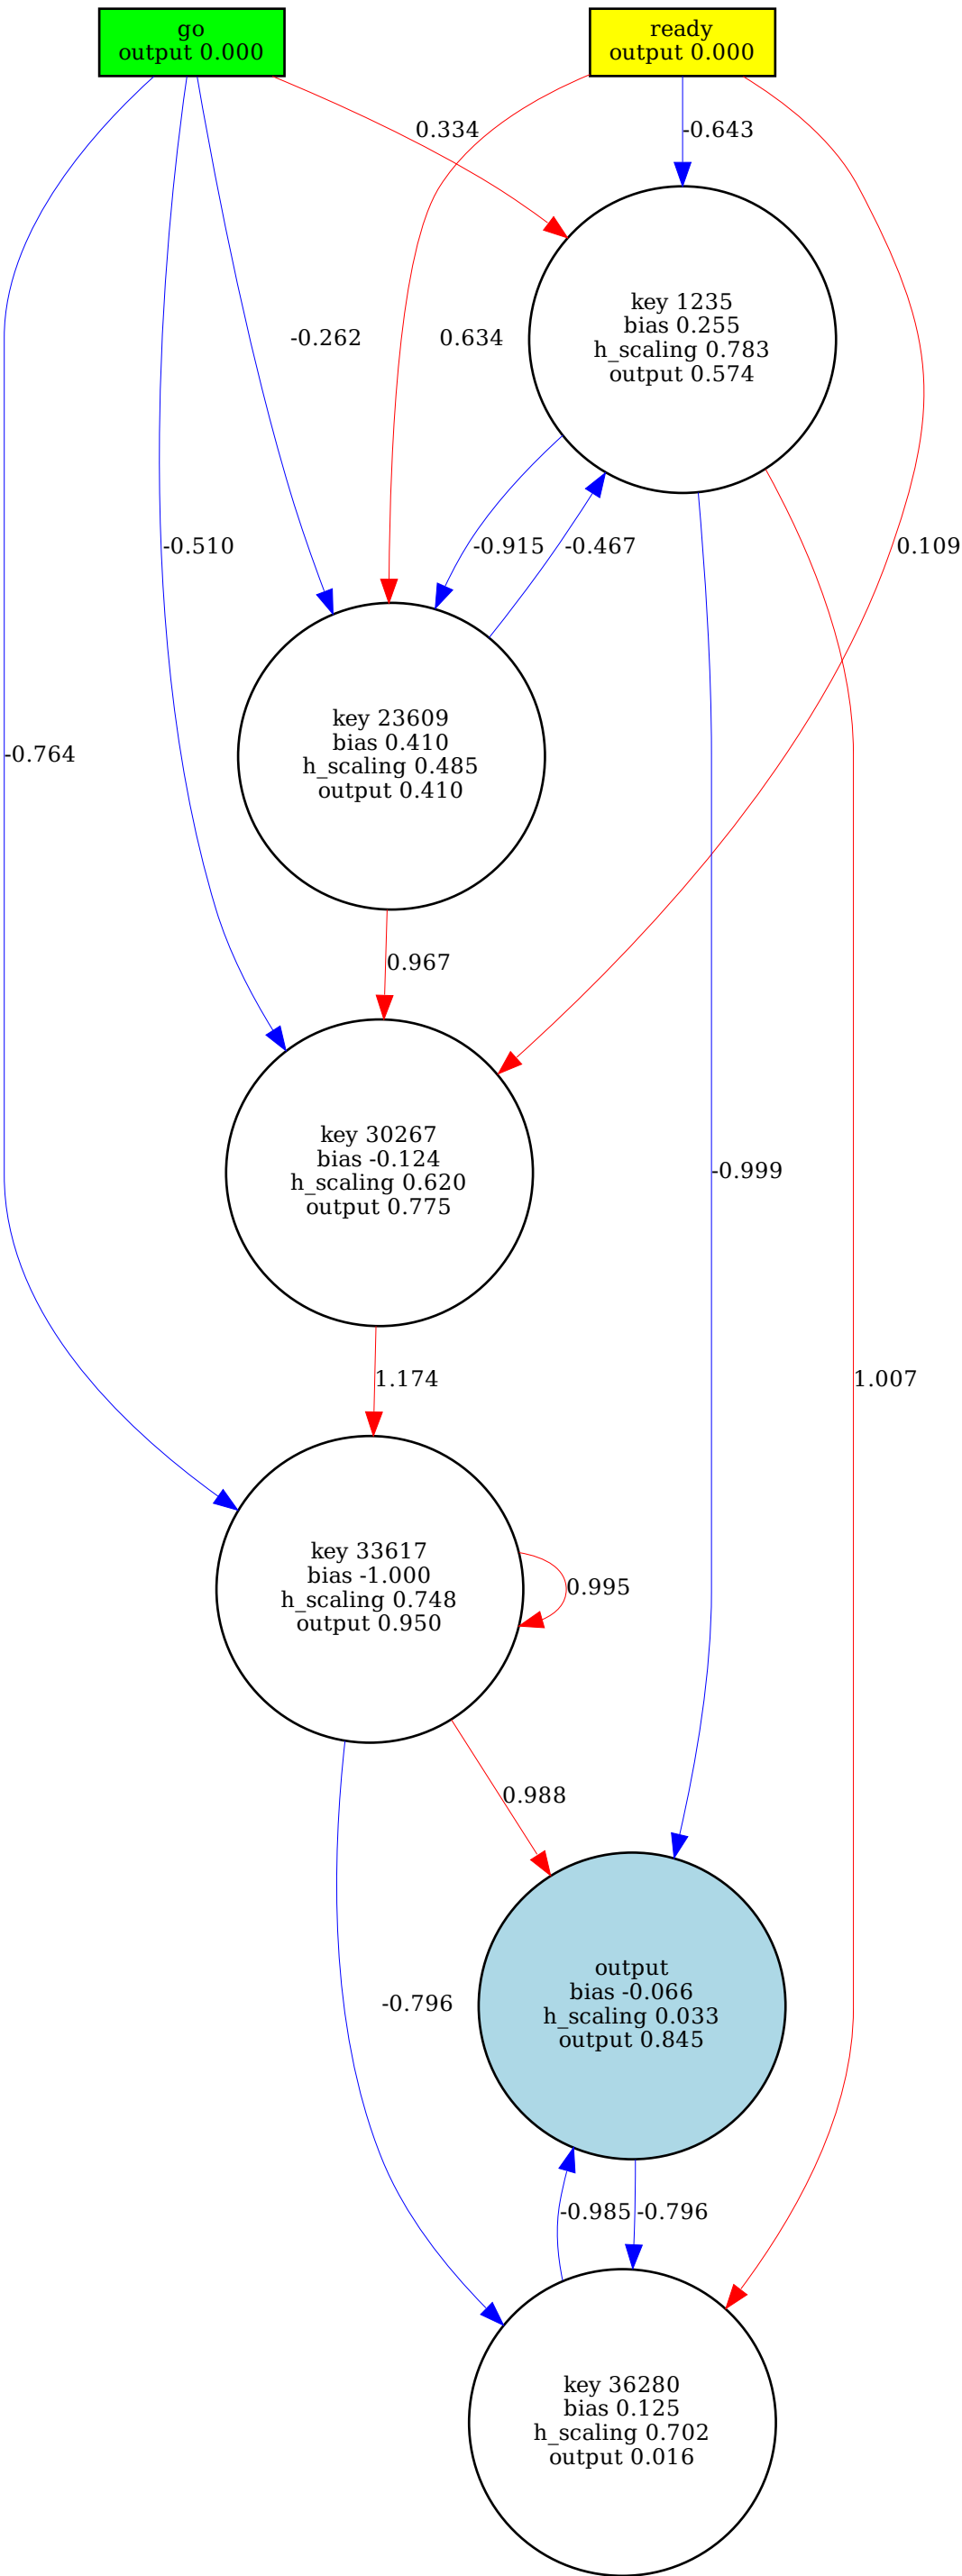 go
output 0.000
ready
output 0.000
0.334
-0.643
key 1235
bias 0.255
h_scaling 0.783
output 0.574
-0.262
0.634
-0.510
-0.915
-0.467
0.109
key 23609
bias 0.410
h_scaling 0.485
output 0.410
-0.764
0.967
key 30267
bias -0.124
h_scaling 0.620
output 0.775
-0.999
1.174
1.007
key 33617
bias -1.000
h_scaling 0.748
output 0.950
0.995
0.988
output
bias -0.066
h_scaling 0.033
output 0.845
-0.796
-0.985
-0.796
key 36280
bias 0.125
h_scaling 0.702
output 0.016